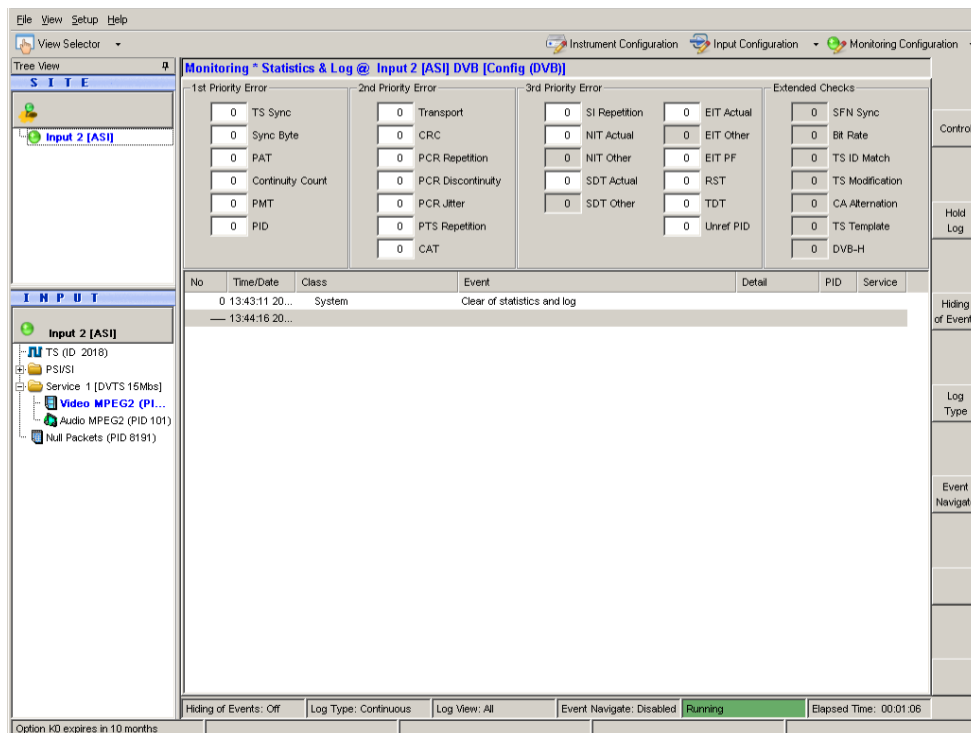 File View Setup Help
View Selector
Instrument Configuration Input Configuration Monitoring Configuration
Tree View
SITE
Input 2 [ASI]
INPUT
Input 2 [ASI]
TS (ID 2018)
PSI/SI
Service 1 [DVTS 15Mbs]
Video MPEG2 (PI...
Audio MPEG2 (PID 101)
Null Packets (PID 8191)
Monitoring * Statistics & Log @ Input 2 [ASI] DVB [Config (DVB)]
1st Priority Error
0 TS Sync
0 Sync Byte
0 PAT
0 Continuity Count
0 PMT
0 PID
2nd Priority Error
0 Transport
0 CRC
0 PCR Repetition
0 PCR Discontinuity
0 PCR Jitter
0 PTS Repetition
0 CAT
3rd Priority Error
0 SI Repetition
0 NIT Actual
0 NIT Other
0 SDT Actual
0 SDT Other
0 EIT Actual
0 EIT Other
0 EIT PF
0 RST
0 TDT
0 Unref PID
Extended Checks
0 SFN Sync
0 Bit Rate
0 TS ID Match
0 TS Modification
0 CA Alternation
0 TS Template
0 DVB-H
No Time/Date Class Event Detail PID Service
0 13:43:11 20... System Clear of statistics and log
— 13:44:16 20...
Control
Hold
Log
Hiding
of Event
Log
Type
Event
Navigat
Hiding of Events: Off Log Type: Continuous Log View: All Event Navigate: Disabled Running Elapsed Time: 00:01:06
Option K0 expires in 10 months